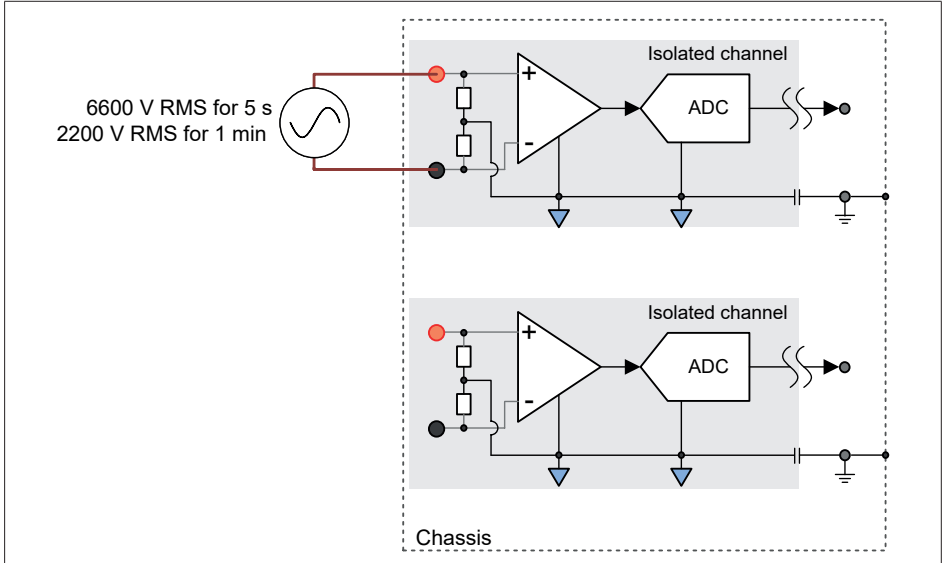 Isolated channel
6600 V RMS for 5 s
2200 V RMS for 1 min
+
-
ADC
Isolated channel
+
-
ADC
Chassis